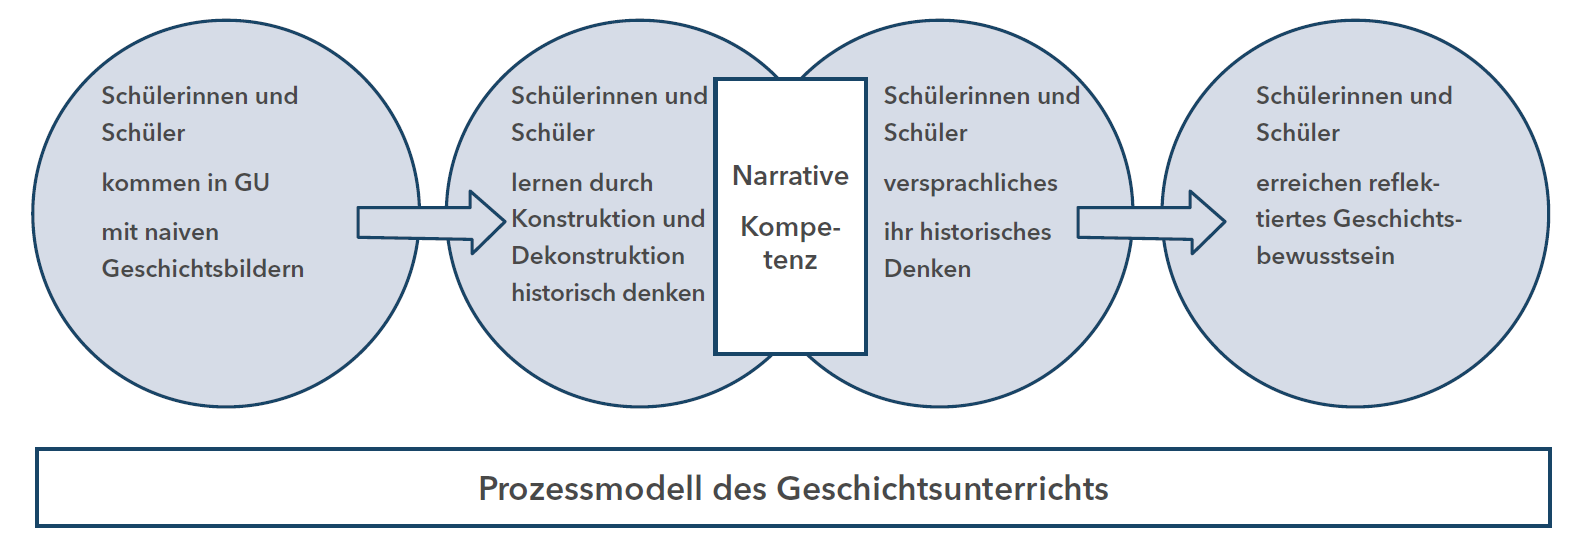 Schülerinnen und
Schüler
kommen in GU
mit naiven
Geschichtsbildern
Schülerinnen und
Schüler
lernen durch
Konstruktion und
Dekonstruktion
historisch denken
Narrative
Kompe-
tenz
Schülerinnen und
Schüler
versprachliches
ihr historisches
Denken
Schülerinnen und
Schüler
erreichen reflek-
tiertes Geschichts-
bewusstsein
Prozessmodell des Geschichtsunterrichts